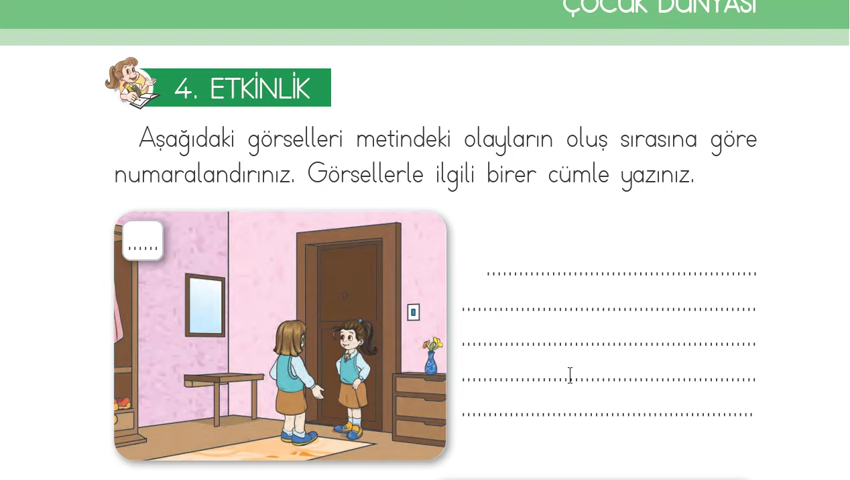 ÇOCUK DÜNYASI
4. ETKİNLİK
Aşağıdaki görselleri metindeki olayların oluş sırasına göre
numaralandırınız. Görsellerle ilgili birer cümle yazınız.